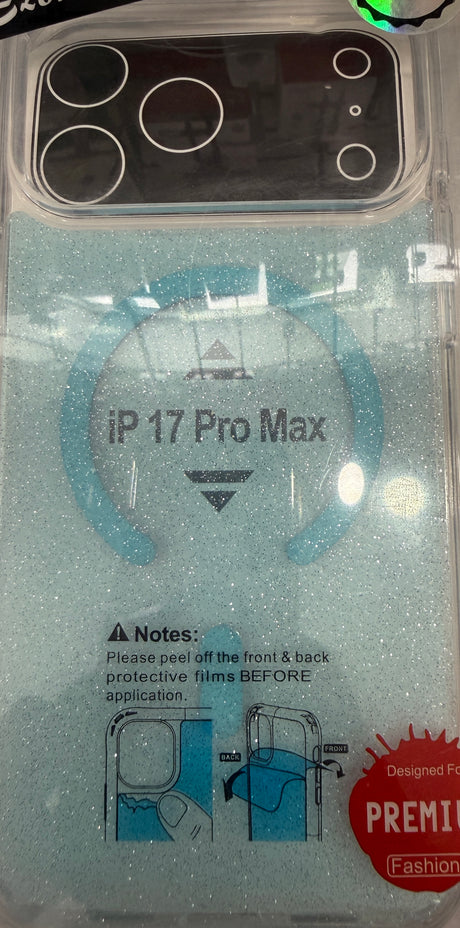 iP 17 Pro Max
Notes:
Please peel off the front & back
protective films BEFORE
application.
BACK
FRONT
Designed Fo
PREMIU
Fashion